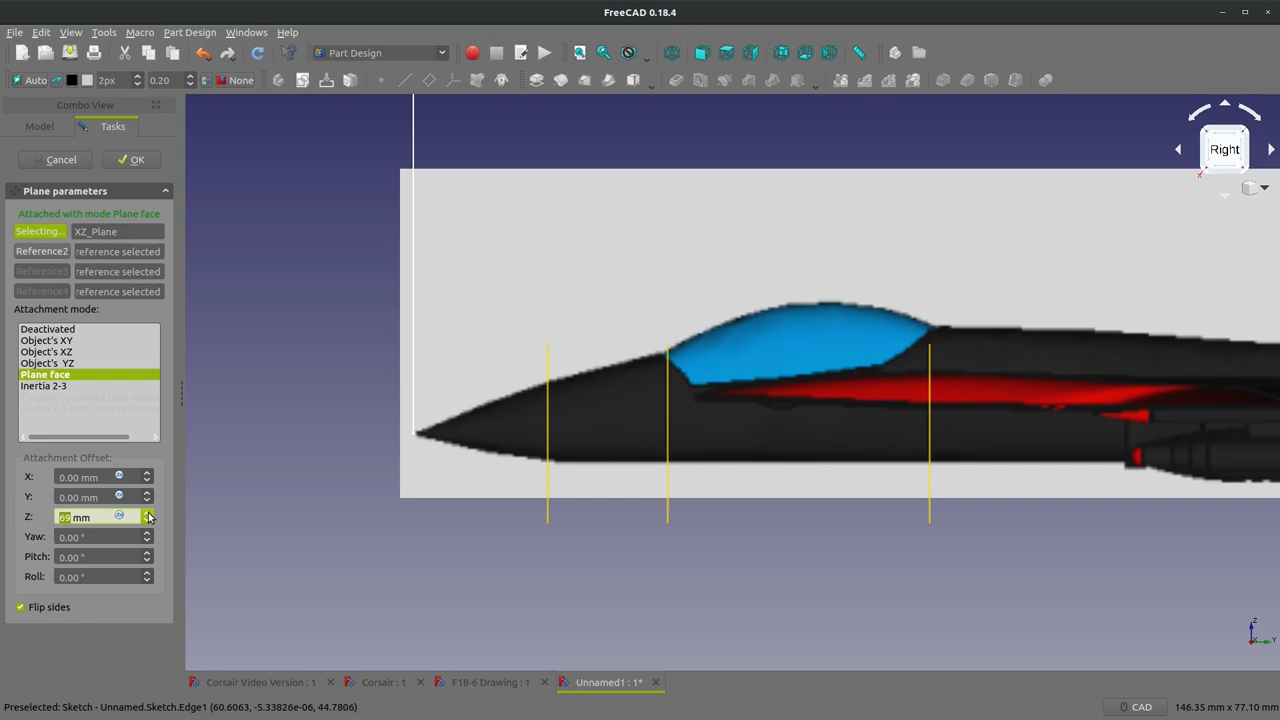 FreeCAD 0.18.4
File Edit View Tools Macro Part Design Windows Help
Part Design
Auto 2px 0.20 None
Combo View
Model Tasks
Cancel OK
Plane parameters
Attached with mode Plane face
Selecting... XZ_Plane
Reference2 reference selected
Reference3 reference selected
Reference4 reference selected
Attachment mode:
Deactivated
Object's XY
Object's XZ
Object's YZ
Plane face
Inertia 2-3
Attachment Offset:
X: 0.00 mm
Y: 0.00 mm
Z: 69 mm
Yaw: 0.00 °
Pitch: 0.00 °
Roll: 0.00 °
Flip sides
Right
X
Z
Y
Corsair Video Version : 1 Corsair : 1 F18-6 Drawing : 1 Unnamed1 : 1*
Preselected: Sketch - Unnamed.Sketch.Edge1 (60.6063, -5.33826e-06, 44.7806) CAD 146.35 mm x 77.10 mm